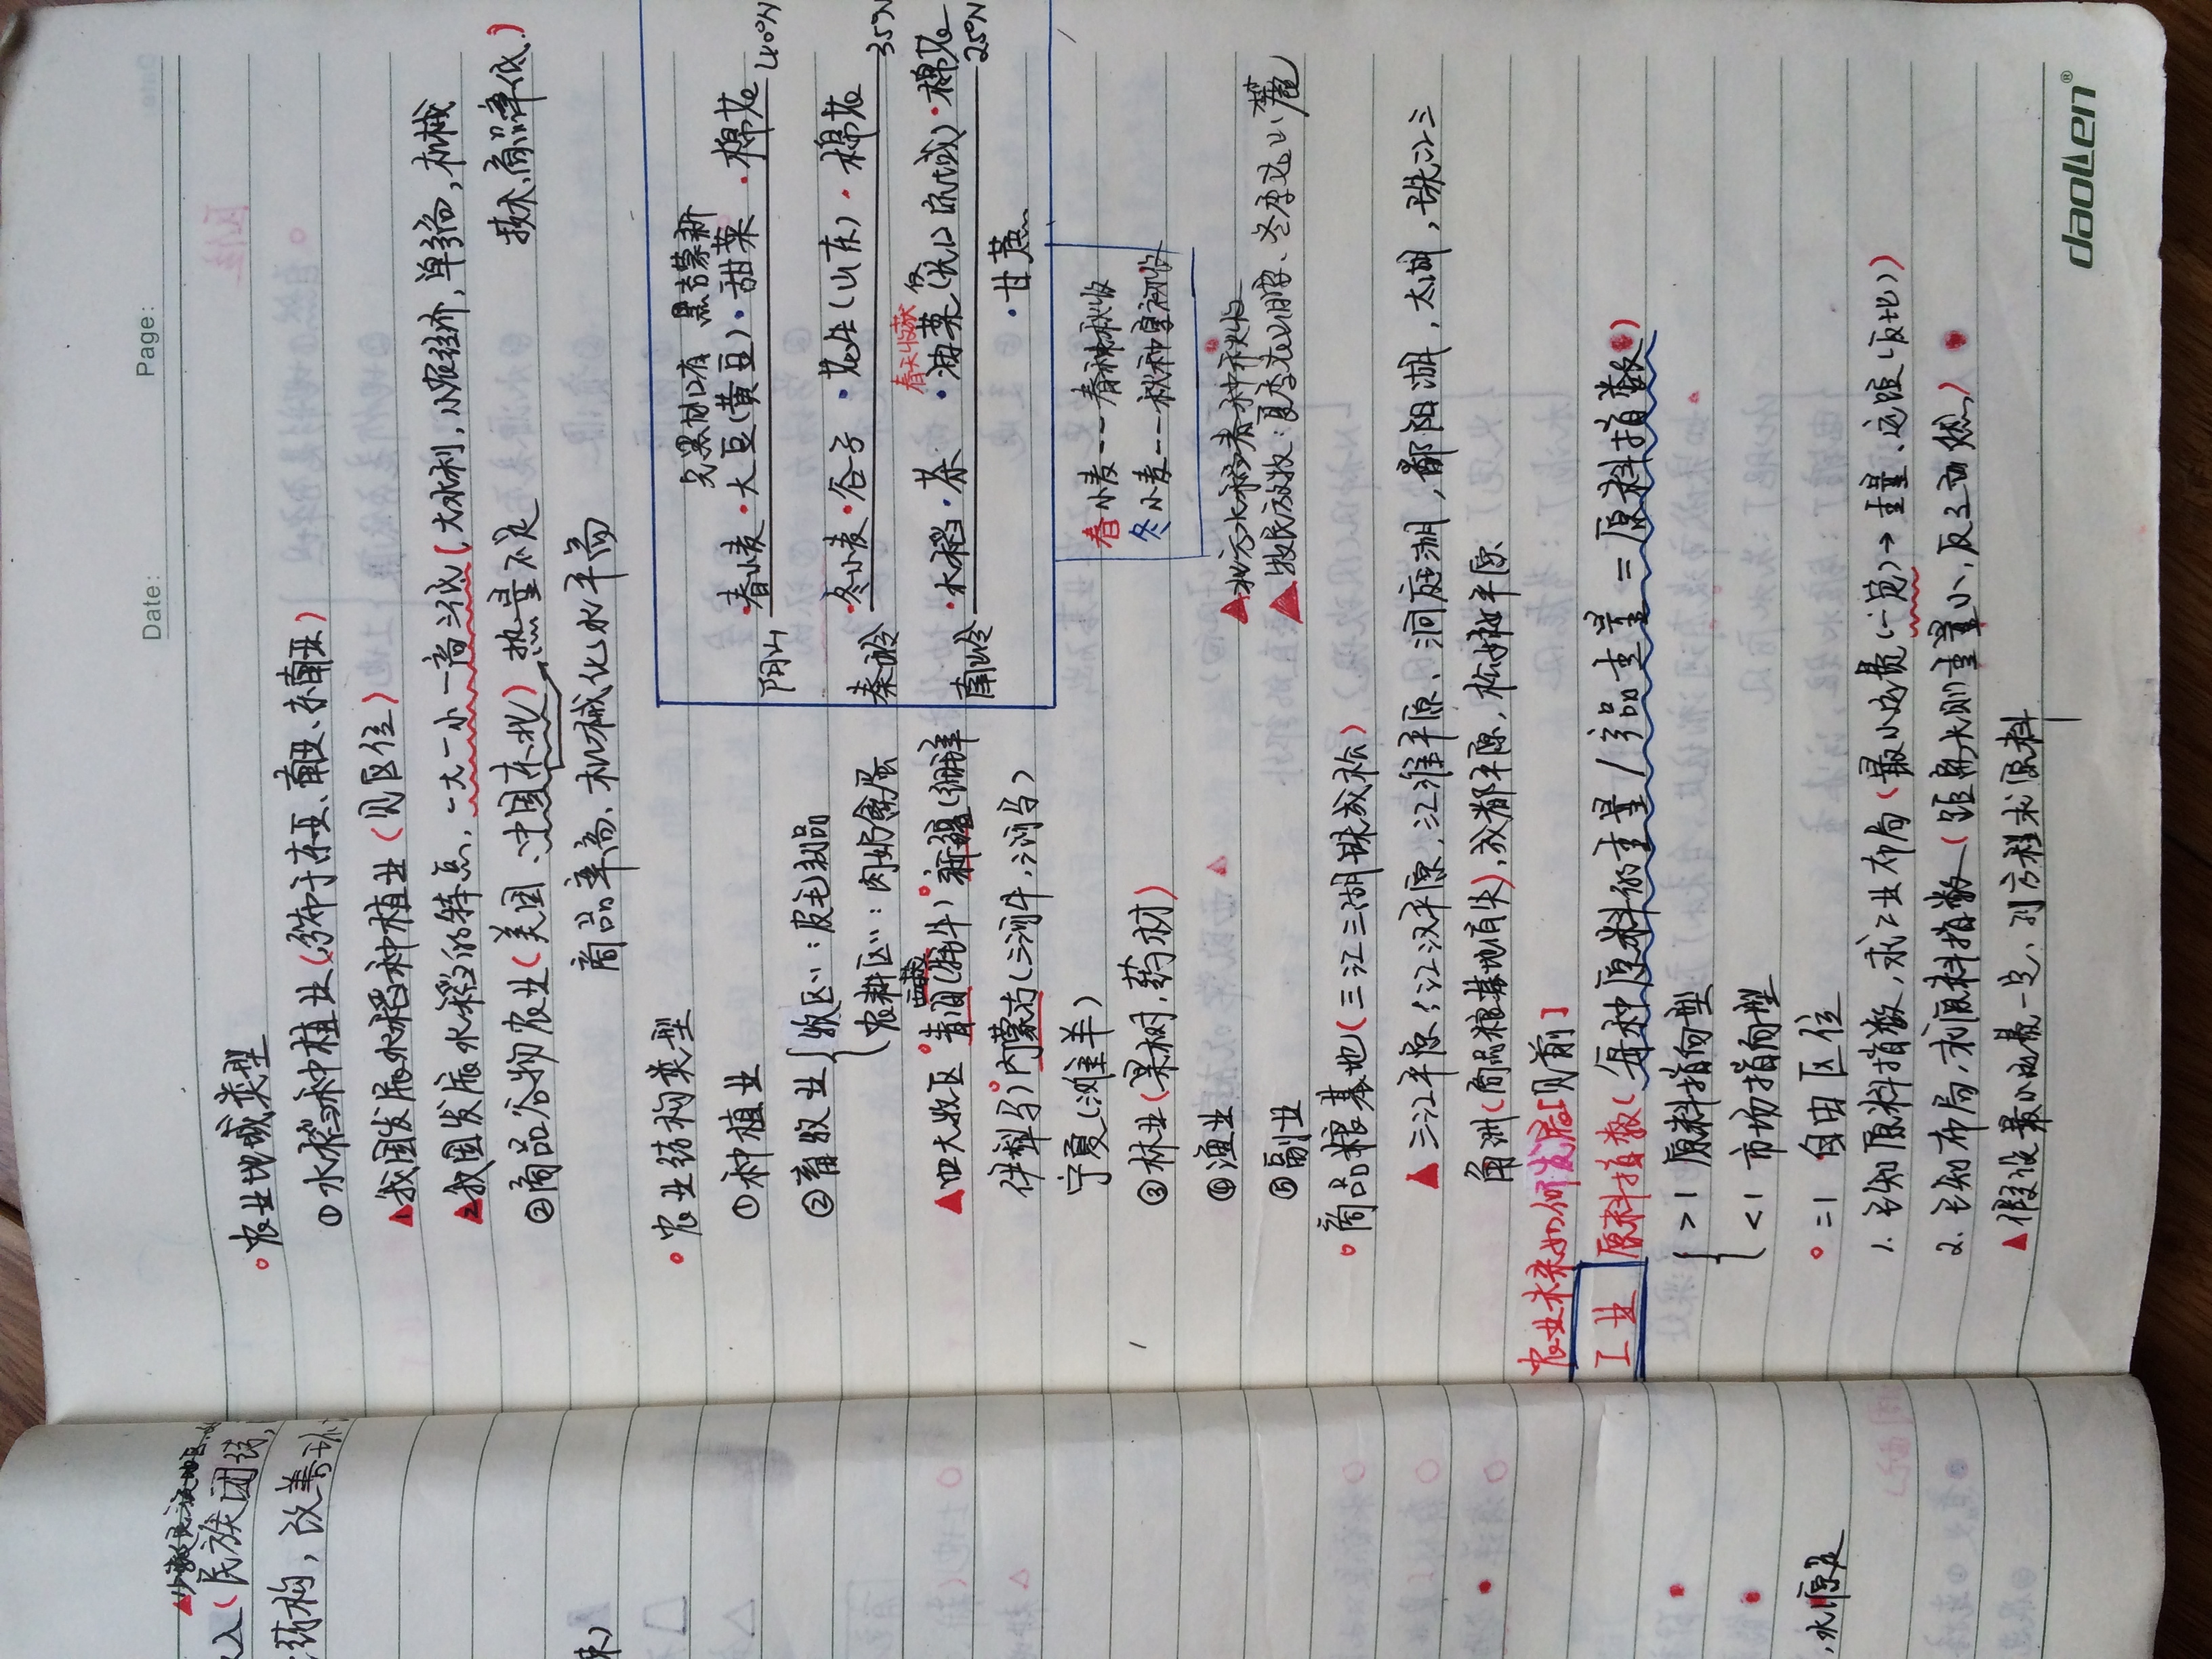 Date:
Page:
入(民族团结,
结构,改善环
。农业地域类型
①水稻种植业(分布于东亚、南亚、东南亚)
▲1我国发展水稻种植业(见区位)
▲2我国发展水稻的特点,一大一小一高三低(大水利,小农经济,单产高,机械
技术、商品率低)
②商品谷物农业(美国、中国东北)→热量不足
商品率高、机械化水平高
。农业结构类型
①种植业
②畜牧业{牧区:皮毛制品
农耕区:肉奶禽蛋
西藏
▲四大牧区 青海(牦牛) 新疆(细羊
伊犁马)内蒙古(三河牛,三河马)
宁夏(滩羊)
③林业(果树,药材)
④渔业
⑤副业
黑吉蒙新
阴山 ·春小麦·大豆(黄豆)·甜菜·棉花 40°N
秦岭 ·冬小麦·谷子·花生(山东)·棉花 35°N
春天收获
南岭 ·水稻·茶·油菜(长江流域)·棉花 25°N
·甘蔗
春小麦--春种秋收
冬小麦--秋种夏初收
▲北方水稻春种秋收
▲牧民放牧:夏季在山腰、冬季在山麓
。商品粮基地(三江三湖珠成松)
▲三江平原,江汉平原,江淮平原、洞庭湖,鄱阳湖,太湖,珠江三
角洲(商品粮基地有失),成都平原,松嫩平原
农业未来如何发展[见前]
工业 原料指数(每种原料的重量/产品重量=原料指数)
{>1 原料指向型
<1 市场指向型
。=1 自由区位
1.已知原料指数,求工业布局(最小运费(一定)→重量、运距(反比))
2.已知布局,求原料指数(距离大则重量小,反之亦然)
▲假设最小运费一定、列方程求原料
,水源足
daoLen®